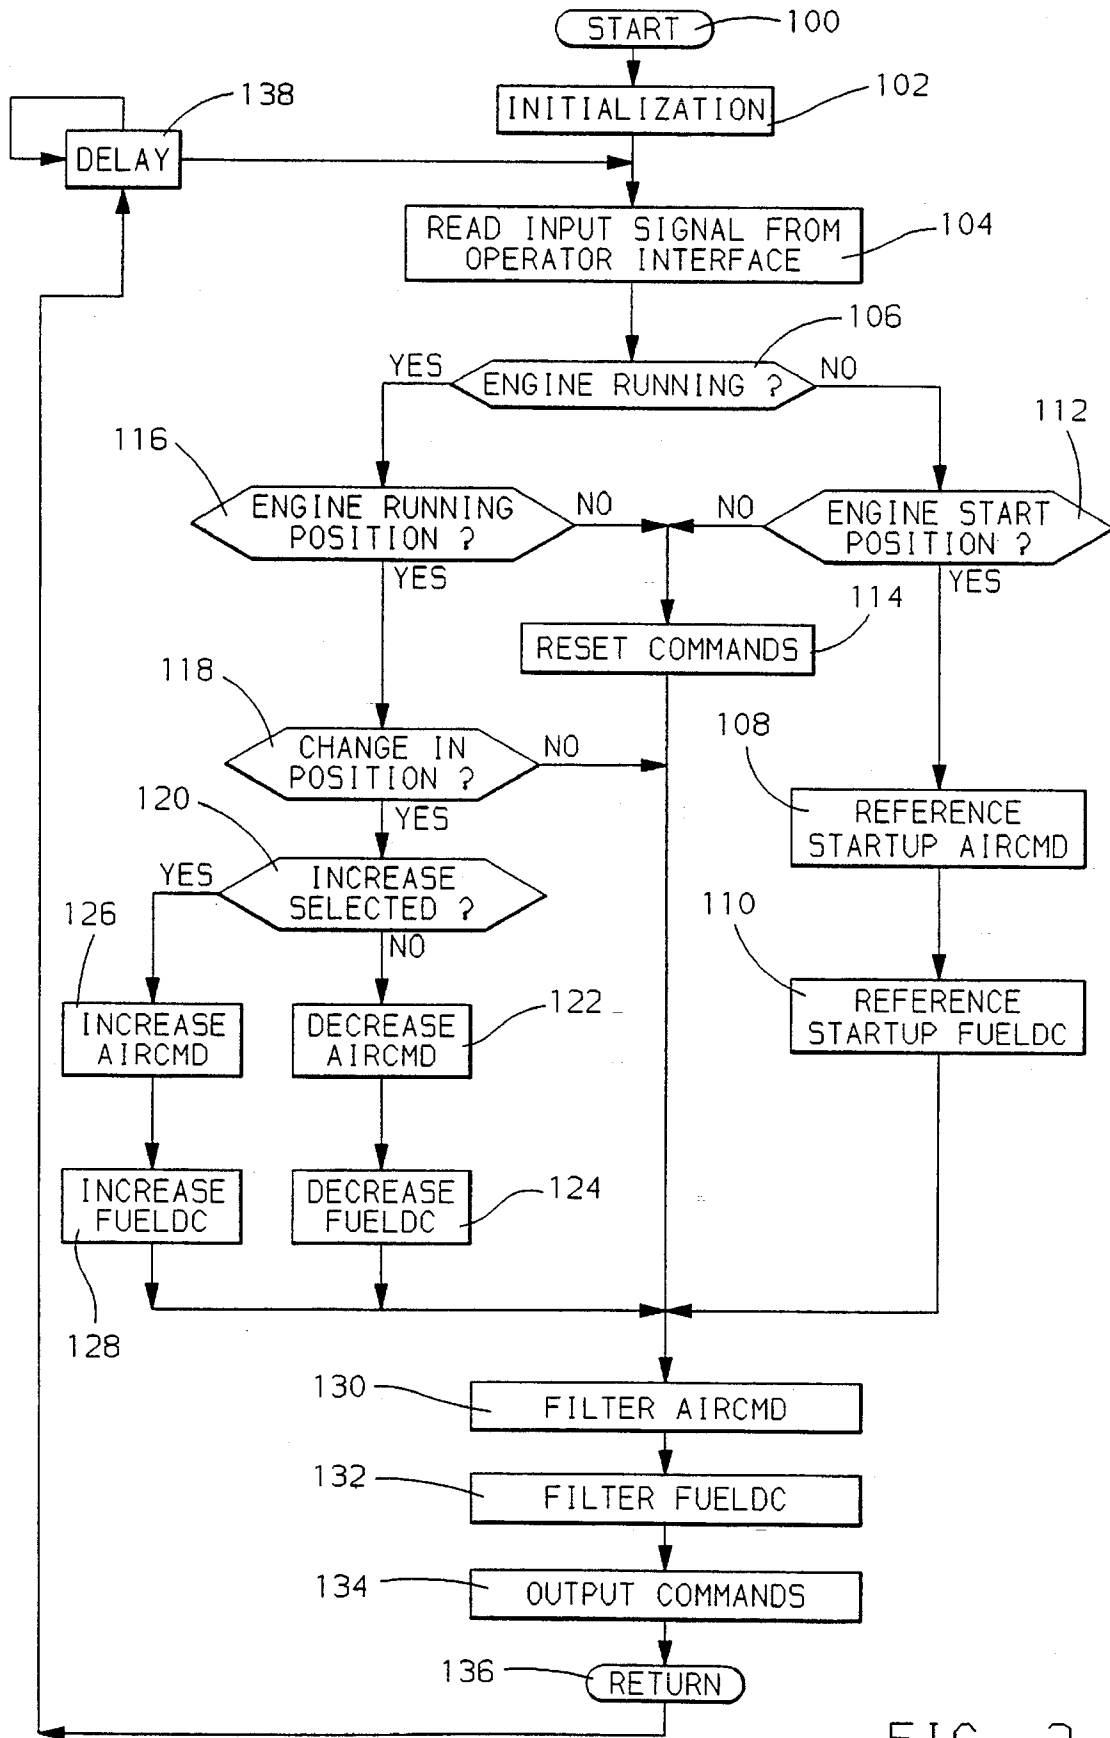 START
100
INITIALIZATION
102
138
DELAY
READ INPUT SIGNAL FROM
OPERATOR INTERFACE
104
106
YES
ENGINE RUNNING ?
NO
116
112
ENGINE RUNNING
POSITION ?
NO
NO
ENGINE START
POSITION ?
YES
YES
114
RESET COMMANDS
118
CHANGE IN
POSITION ?
NO
108
REFERENCE
STARTUP AIRCMD
120
YES
YES
INCREASE
SELECTED ?
NO
126
110
INCREASE
AIRCMD
DECREASE
AIRCMD
122
REFERENCE
STARTUP FUELDC
INCREASE
FUELDC
DECREASE
FUELDC
124
128
130
FILTER AIRCMD
132
FILTER FUELDC
134
OUTPUT COMMANDS
136
RETURN
FIG.